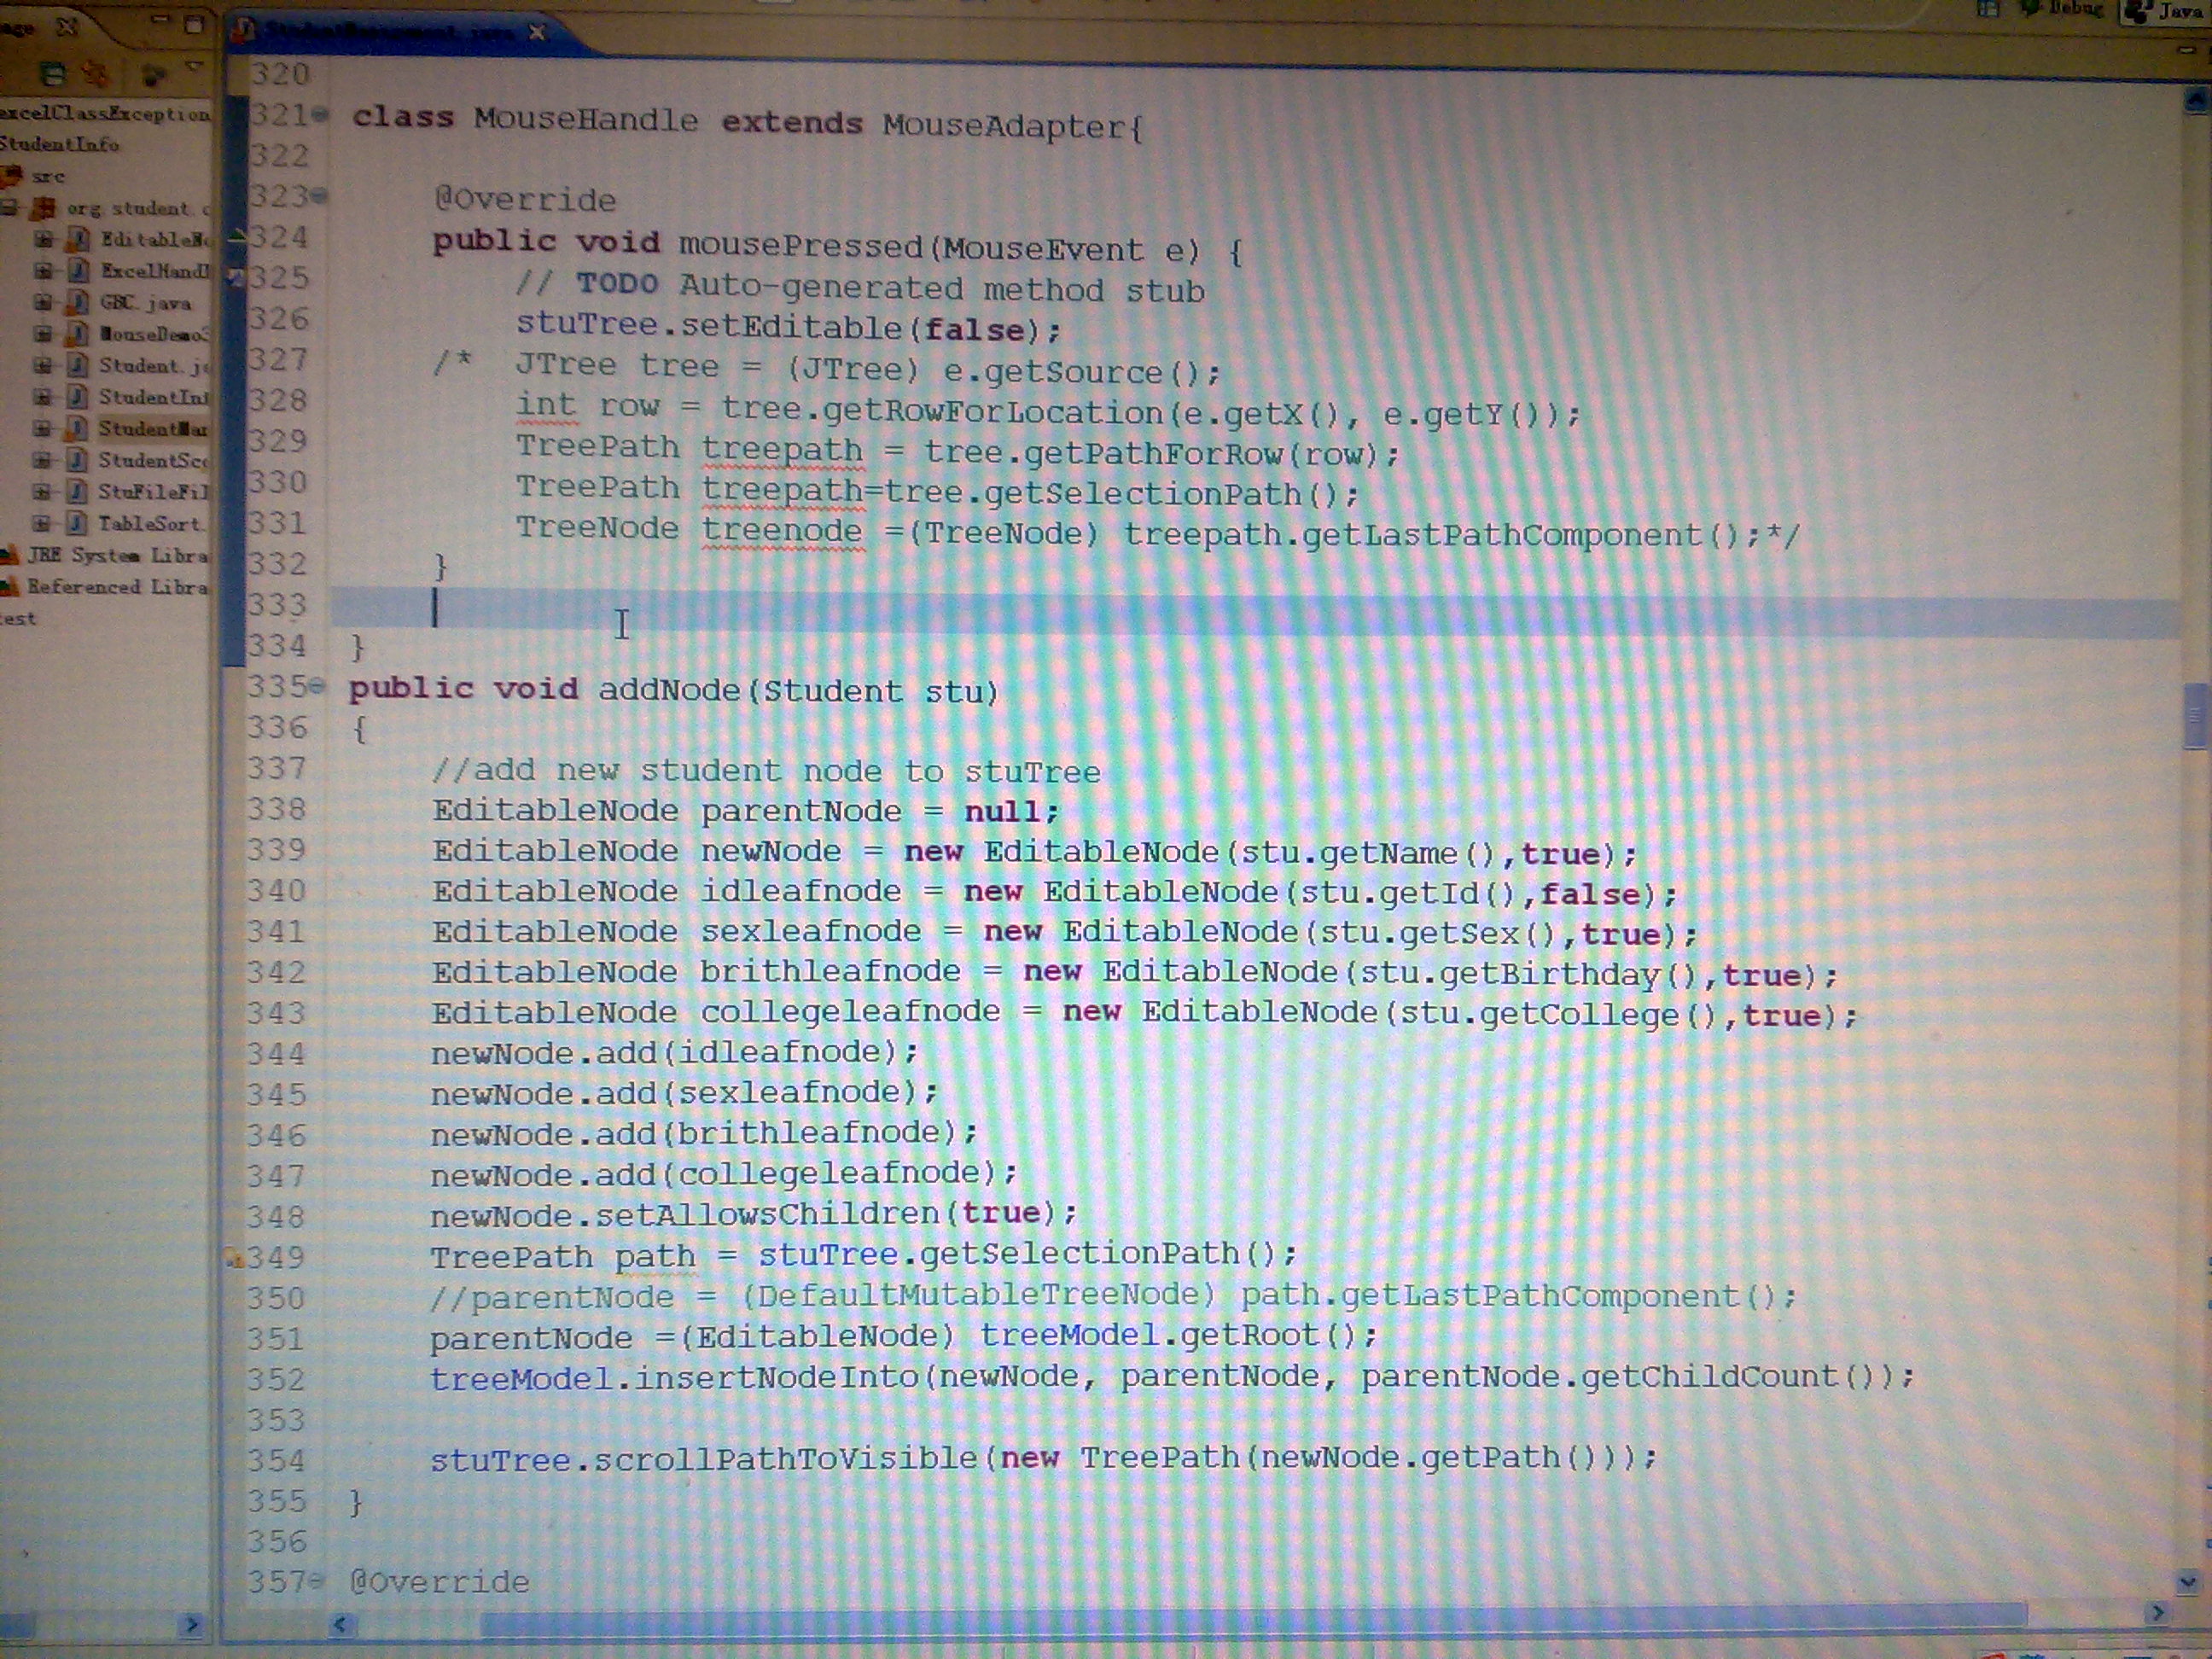 Debug Java
320
321 class MouseHandle extends MouseAdapter{
322
323 @Override
324 public void mousePressed(MouseEvent e) {
325 // TODO Auto-generated method stub
326 stuTree.setEditable(false);
327 /* JTree tree = (JTree) e.getSource();
328 int row = tree.getRowForLocation(e.getX(), e.getY());
329 TreePath treepath = tree.getPathForRow(row);
330 TreePath treepath=tree.getSelectionPath();
331 TreeNode treenode =(TreeNode) treepath.getLastPathComponent();*/
332 }
333
334 }
335 public void addNode(Student stu)
336 {
337 //add new student node to stuTree
338 EditableNode parentNode = null;
339 EditableNode newNode = new EditableNode(stu.getName(),true);
340 EditableNode idleafnode = new EditableNode(stu.getId(),false);
341 EditableNode sexleafnode = new EditableNode(stu.getSex(),true);
342 EditableNode brithleafnode = new EditableNode(stu.getBirthday(),true);
343 EditableNode collegeleafnode = new EditableNode(stu.getCollege(),true);
344 newNode.add(idleafnode);
345 newNode.add(sexleafnode);
346 newNode.add(brithleafnode);
347 newNode.add(collegeleafnode);
348 newNode.setAllowsChildren(true);
349 TreePath path = stuTree.getSelectionPath();
350 //parentNode = (DefaultMutableTreeNode) path.getLastPathComponent();
351 parentNode =(EditableNode) treeModel.getRoot();
352 treeModel.insertNodeInto(newNode, parentNode, parentNode.getChildCount());
353
354 stuTree.scrollPathToVisible(new TreePath(newNode.getPath()));
355 }
356
357 @Override
age
excelClassException
StudentInfo
src
org.student.c
EditableNo
ExcelHandl
GBC.java
MouseDemo3
Student.ja
StudentInf
StudentMan
StudentSco
StuFileFil
TableSort.
JRE System Libra
Referenced Libra
test